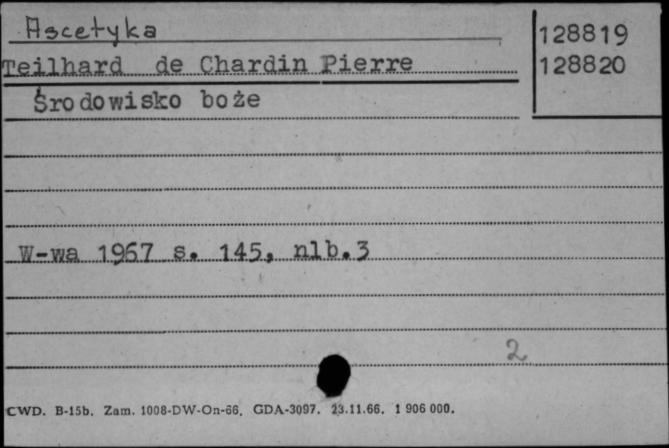 Ascetyka
128819
Teilhard de Chardin Pierre
128820
Środowisko boże
W-wa 1967 s. 145, nlb.3
2
CWD. B-15b. Zam. 1008-DW-On-66. GDA-3097. 23.11.66. 1 906 000.